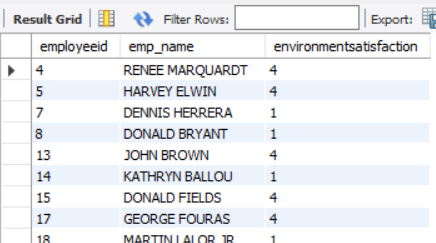 Result Grid Filter Rows: Export:
employeeid emp_name environmentsatisfaction
4 RENEE MARQUARDT 4
5 HARVEY ELWIN 4
7 DENNIS HERRERA 1
8 DONALD BRYANT 1
13 JOHN BROWN 4
14 KATHRYN BALLOU 1
15 DONALD FIELDS 4
17 GEORGE FOURAS 4
18 MARTIN LALOR JR 1